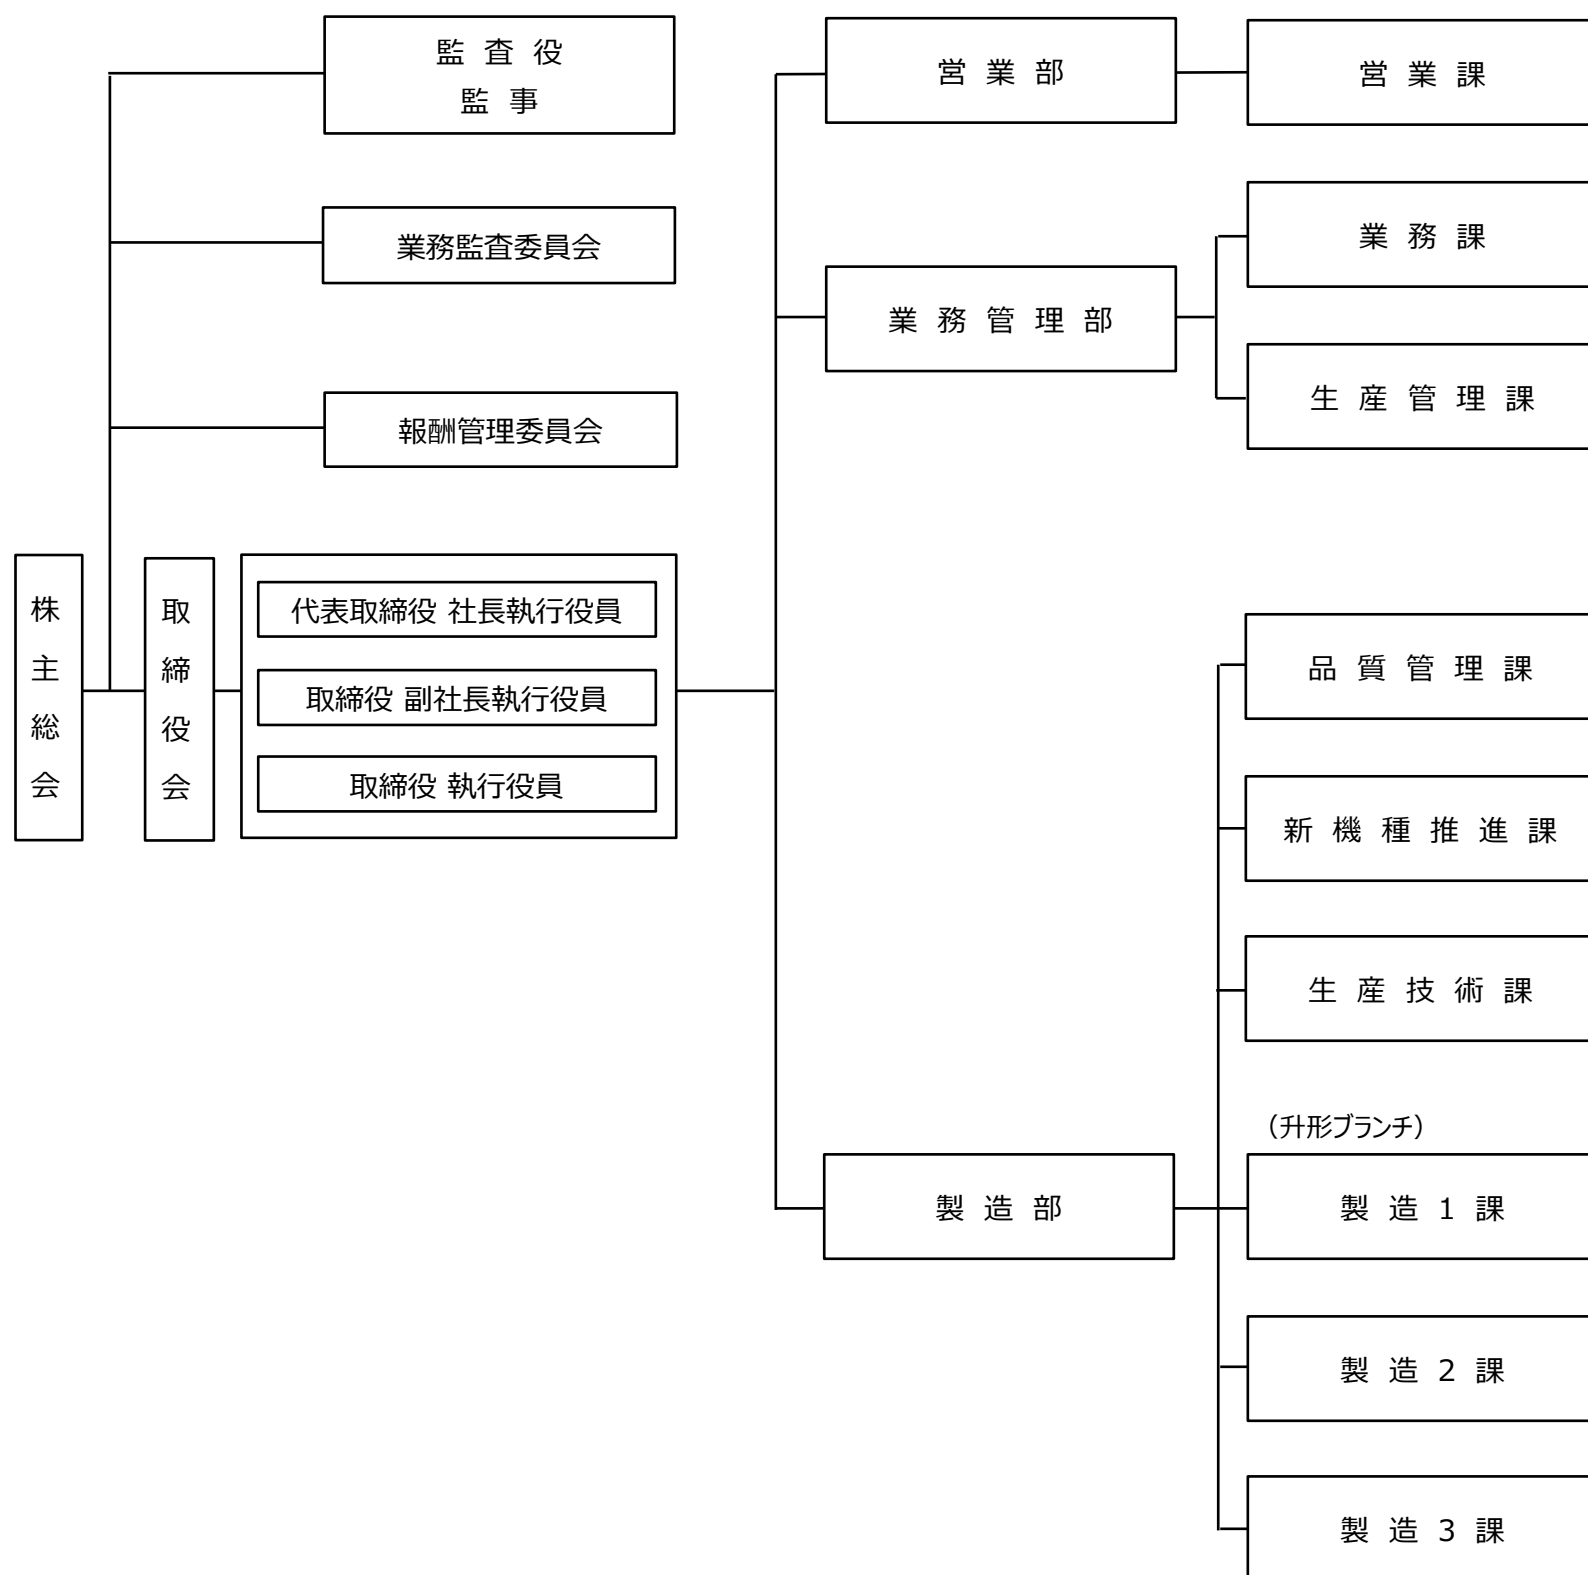 監 査 役
監 事
業務監査委員会
報酬管理委員会
株主総会
取締役会
代表取締役 社長執行役員
取締役 副社長執行役員
取締役 執行役員
営 業 部
業 務 管 理 部
製 造 部
営 業 課
業 務 課
生 産 管 理 課
品 質 管 理 課
新 機 種 推 進 課
生 産 技 術 課
（升形ブランチ）
製 造 1 課
製 造 2 課
製 造 3 課